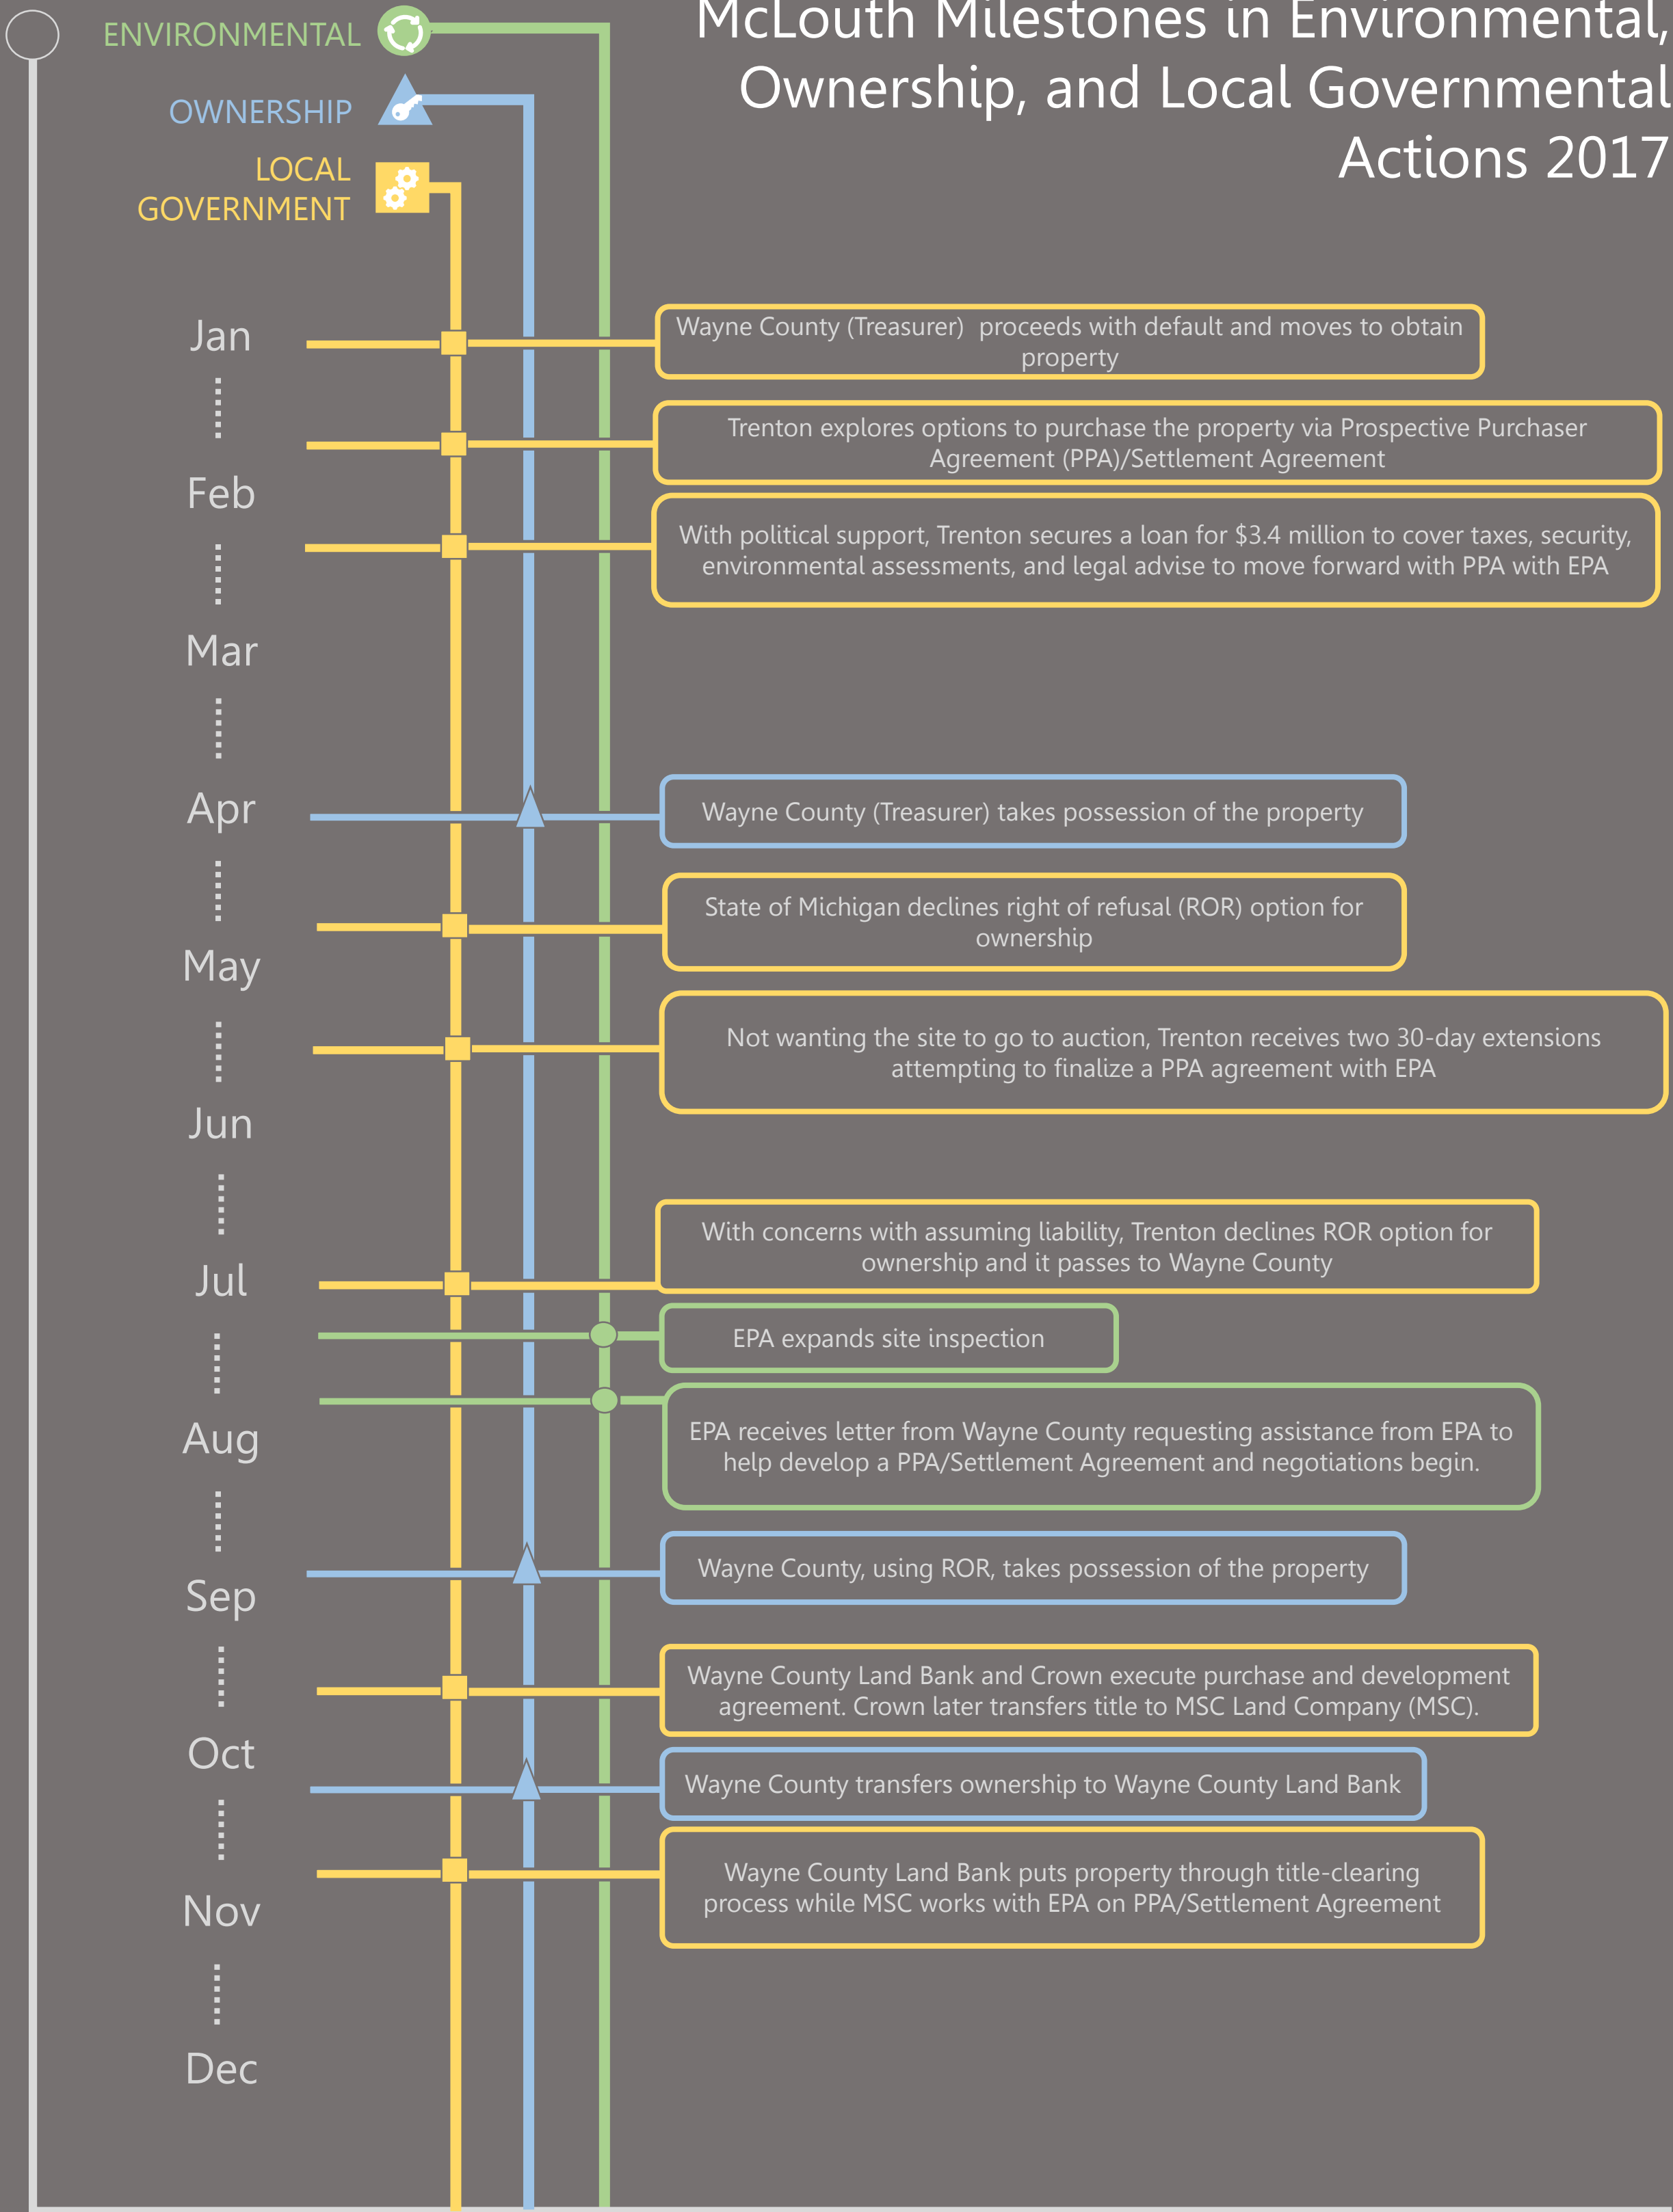 McLouth Milestones in Environmental,
Ownership, and Local Governmental
Actions 2017
ENVIRONMENTAL
OWNERSHIP
LOCAL
GOVERNMENT
Jan
Wayne County (Treasurer)  proceeds with default and moves to obtain
property
Trenton explores options to purchase the property via Prospective Purchaser
Agreement (PPA)/Settlement Agreement
Feb
With political support, Trenton secures a loan for $3.4 million to cover taxes, security,
environmental assessments, and legal advise to move forward with PPA with EPA
Mar
Apr
Wayne County (Treasurer) takes possession of the property
State of Michigan declines right of refusal (ROR) option for
ownership
May
Not wanting the site to go to auction, Trenton receives two 30-day extensions
attempting to finalize a PPA agreement with EPA
Jun
With concerns with assuming liability, Trenton declines ROR option for
ownership and it passes to Wayne County
Jul
EPA expands site inspection
Aug
EPA receives letter from Wayne County requesting assistance from EPA to
help develop a PPA/Settlement Agreement and negotiations begin.
Wayne County, using ROR, takes possession of the property
Sep
Wayne County Land Bank and Crown execute purchase and development
agreement. Crown later transfers title to MSC Land Company (MSC).
Oct
Wayne County transfers ownership to Wayne County Land Bank
Wayne County Land Bank puts property through title-clearing
process while MSC works with EPA on PPA/Settlement Agreement
Nov
Dec